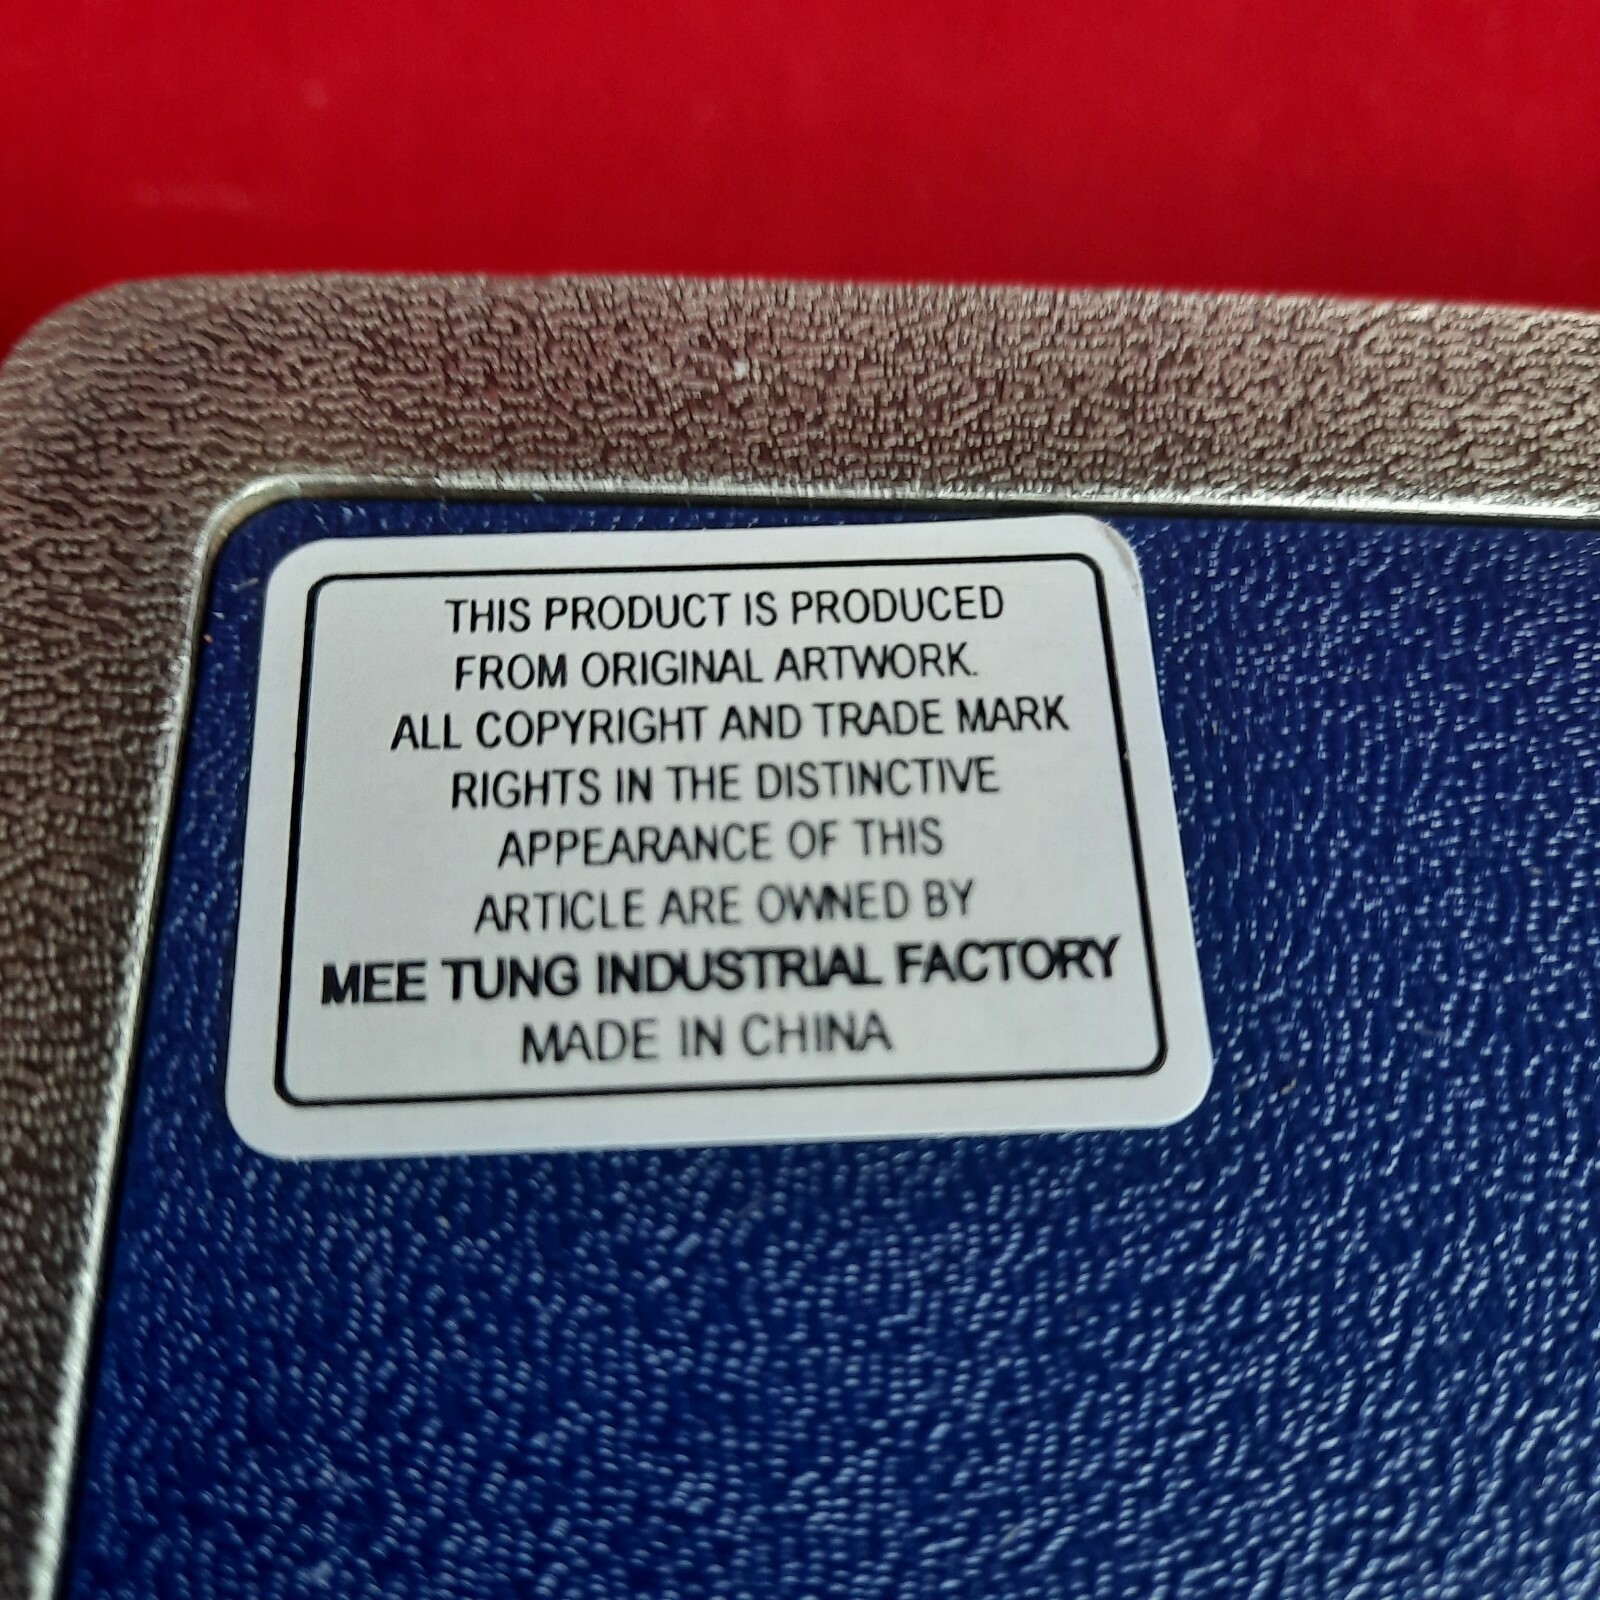 THIS PRODUCT IS PRODUCED
FROM ORIGINAL ARTWORK.
ALL COPYRIGHT AND TRADE MARK
RIGHTS IN THE DISTINCTIVE
APPEARANCE OF THIS
ARTICLE ARE OWNED BY
MEE TUNG INDUSTRIAL FACTORY
MADE IN CHINA